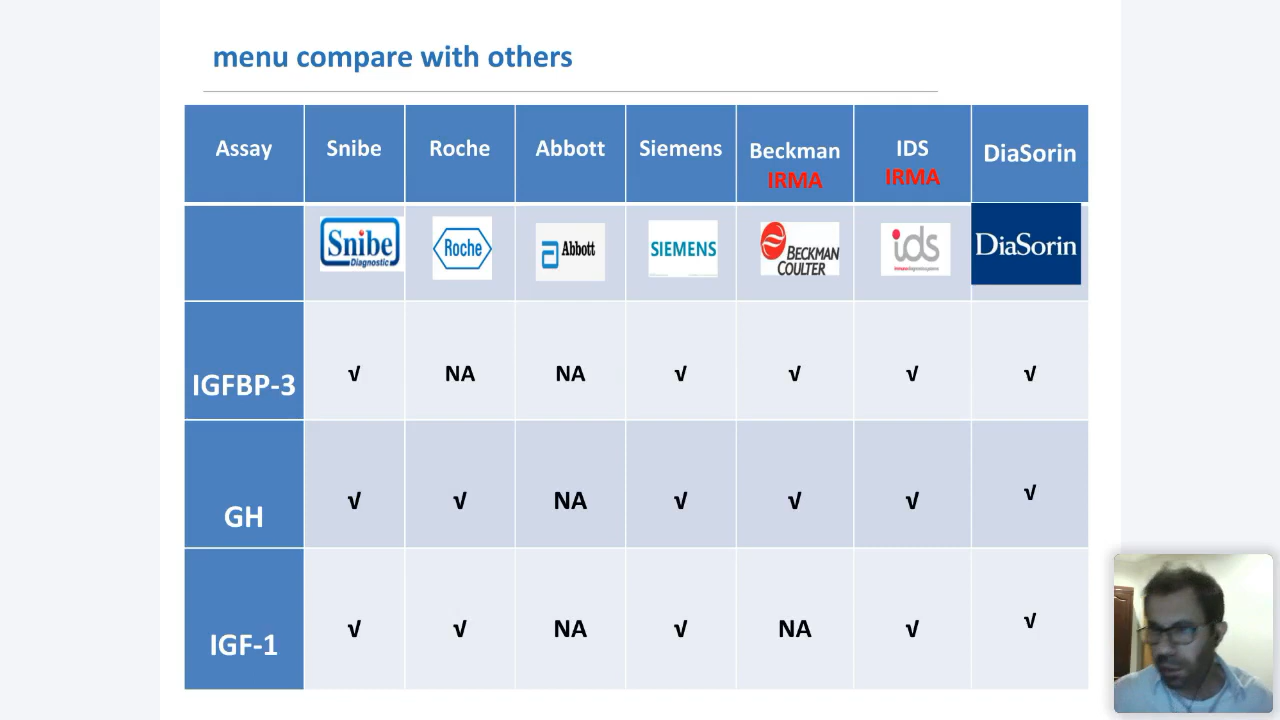 menu compare with others
Assay Snibe Roche Abbott Siemens Beckman IRMA IDS IRMA DiaSorin
Snibe Diagnostic Roche Abbott SIEMENS BECKMAN COULTER ids DiaSorin
IGFBP-3 √ NA NA √ √ √ √
GH √ √ NA √ √ √ √
IGF-1 √ √ NA √ NA √ √